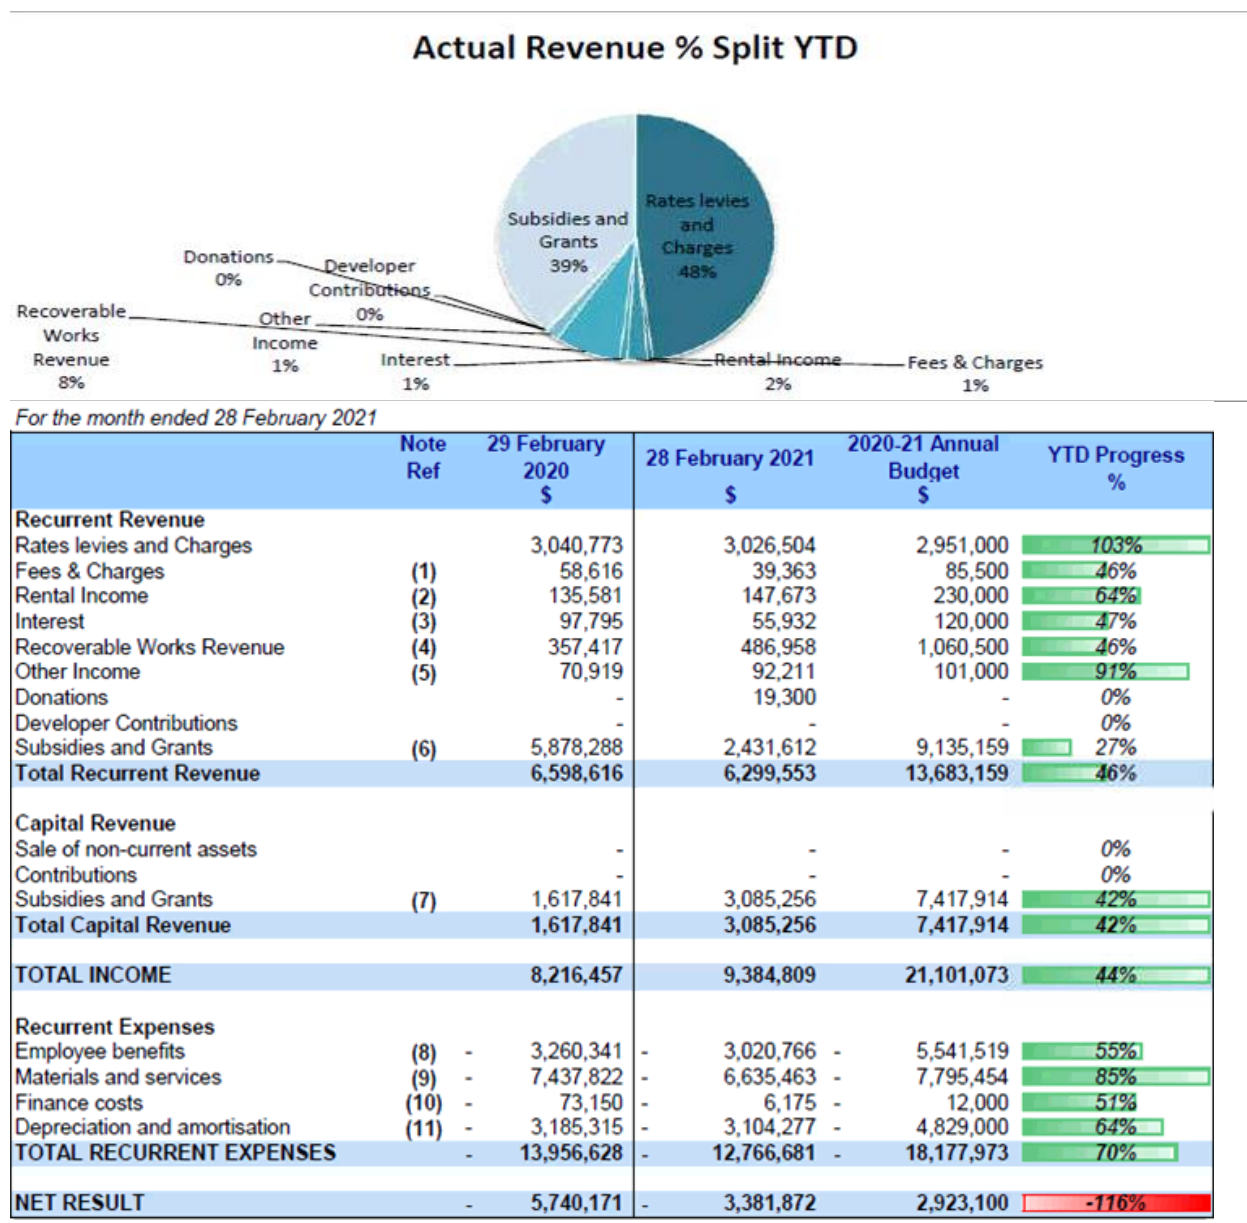 Actual Revenue % Split YTD
Subsidies and
Grants
39%
Rates levies
and
Charges
48%
Donations
0%
Developer
Contributions
0%
Recoverable
Works
Revenue
8%
Other
Income
1%
Interest
1%
Rental Income
2%
Fees & Charges
1%
For the month ended 28 February 2021
Note Ref 29 February 2020 $ 28 February 2021 $ 2020-21 Annual Budget $ YTD Progress %
Recurrent Revenue
Rates levies and Charges 3,040,773 3,026,504 2,951,000 103%
Fees & Charges (1) 58,616 39,363 85,500 46%
Rental Income (2) 135,581 147,673 230,000 64%
Interest (3) 97,795 55,932 120,000 47%
Recoverable Works Revenue (4) 357,417 486,958 1,060,500 46%
Other Income (5) 70,919 92,211 101,000 91%
Donations - 19,300 - 0%
Developer Contributions - - - 0%
Subsidies and Grants (6) 5,878,288 2,431,612 9,135,159 27%
Total Recurrent Revenue 6,598,616 6,299,553 13,683,159 46%
Capital Revenue
Sale of non-current assets - - - 0%
Contributions - - - 0%
Subsidies and Grants (7) 1,617,841 3,085,256 7,417,914 42%
Total Capital Revenue 1,617,841 3,085,256 7,417,914 42%
TOTAL INCOME 8,216,457 9,384,809 21,101,073 44%
Recurrent Expenses
Employee benefits (8) - 3,260,341 - 3,020,766 - 5,541,519 55%
Materials and services (9) - 7,437,822 - 6,635,463 - 7,795,454 85%
Finance costs (10) - 73,150 - 6,175 - 12,000 51%
Depreciation and amortisation (11) - 3,185,315 - 3,104,277 - 4,829,000 64%
TOTAL RECURRENT EXPENSES - 13,956,628 - 12,766,681 - 18,177,973 70%
NET RESULT - 5,740,171 - 3,381,872 2,923,100 -116%